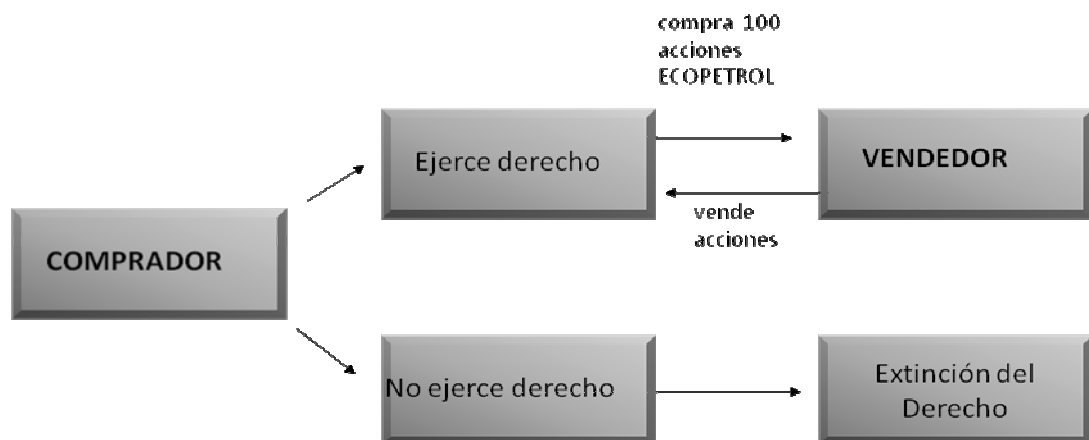 compra 100
acciones
ECOPETROL
Ejerce derecho
VENDEDOR
vende
acciones
COMPRADOR
No ejerce derecho
Extinción del
Derecho